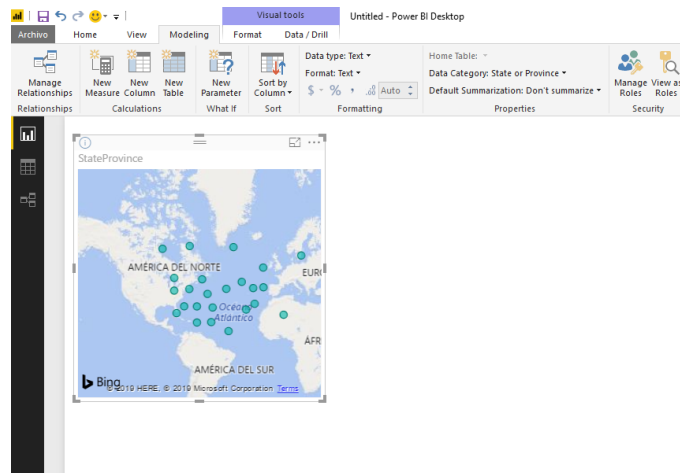 Visual tools
Untitled - Power BI Desktop
Archivo Home View Modeling Format Data / Drill
Manage Relationships
New Measure
New Column
New Table
New Parameter
Sort by Column
Data type: Text
Format: Text
$ % , .00 Auto
Home Table:
Data Category: State or Province
Default Summarization: Don't summarize
Manage Roles
View as Roles
Relationships Calculations What If Sort Formatting Properties Security
StateProvince
AMÉRICA DEL NORTE
EUR
Océano
Atlántico
ÁFR
AMÉRICA DEL SUR
Bing
© 2019 HERE, © 2019 Microsoft Corporation Terms